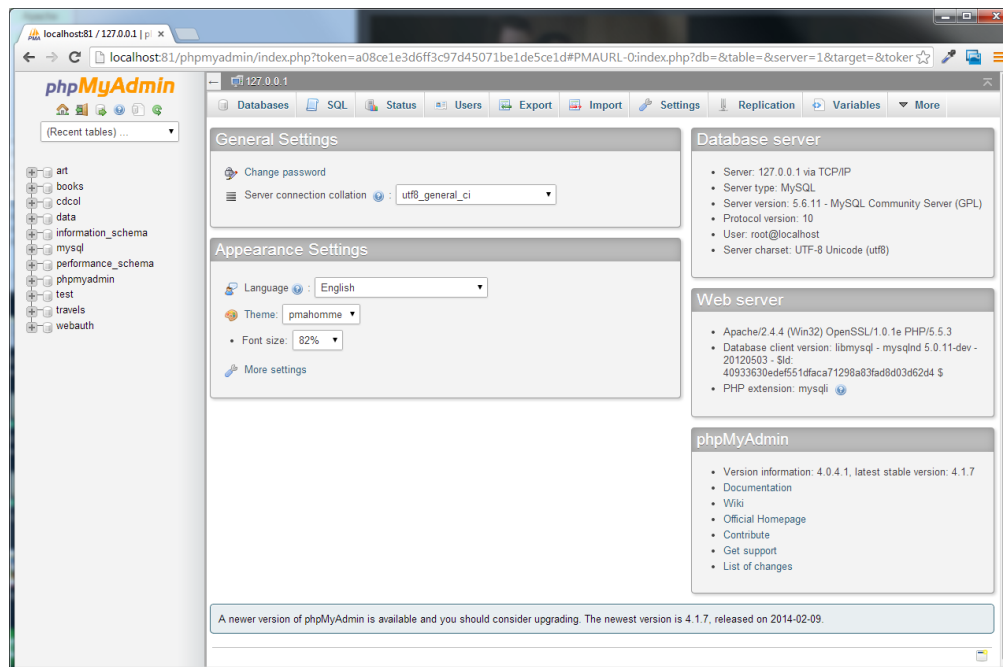 localhost:81 / 127.0.0.1 | p
localhost:81/phpmyadmin/index.php?token=a08ce1e3d6ff3c97d45071be1de5ce1d#PMAURL-0:index.php?db=&table=&server=1&target=&token
phpMyAdmin
(Recent tables) ...
art
books
cdcol
data
information_schema
mysql
performance_schema
phpmyadmin
test
travels
webauth
127.0.0.1
Databases SQL Status Users Export Import Settings Replication Variables More
General Settings
Change password
Server connection collation : utf8_general_ci
Appearance Settings
Language : English
Theme: pmahomme
Font size: 82%
More settings
Database server
Server: 127.0.0.1 via TCP/IP
Server type: MySQL
Server version: 5.6.11 - MySQL Community Server (GPL)
Protocol version: 10
User: root@localhost
Server charset: UTF-8 Unicode (utf8)
Web server
Apache/2.4.4 (Win32) OpenSSL/1.0.1e PHP/5.5.3
Database client version: libmysql - mysqlnd 5.0.11-dev -
20120503 - $Id:
40933630edef551dfaca71298a83fad8d03d62d4 $
PHP extension: mysqli
phpMyAdmin
Version information: 4.0.4.1, latest stable version: 4.1.7
Documentation
Wiki
Official Homepage
Contribute
Get support
List of changes
A newer version of phpMyAdmin is available and you should consider upgrading. The newest version is 4.1.7, released on 2014-02-09.